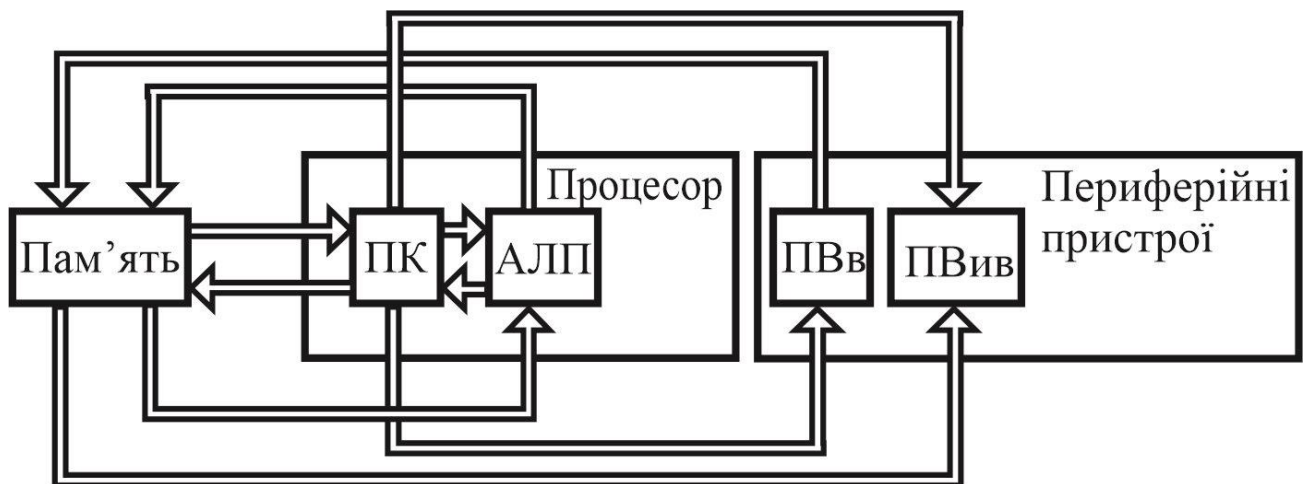 Процесор
Периферійні
пристрої
Пам’ять
ПК
АЛП
ПВв
ПВив